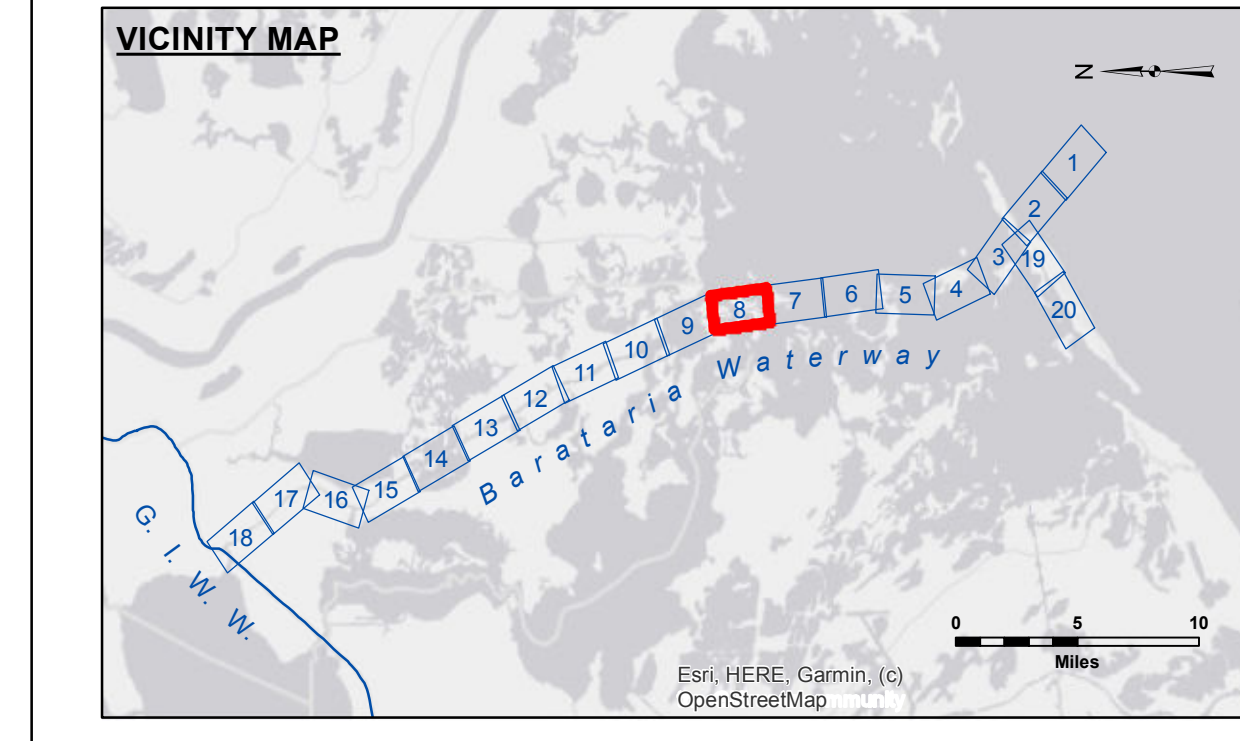 VICINITY MAP
N
1
2
3
19
4
5
6
7
8
20
9
10
11
12
13
14
15
16
17
18
Barataria Waterway
G. I. W. W.
0 5 10
Miles
Esri, HERE, Garmin, (c)
OpenStreetMap mmunity